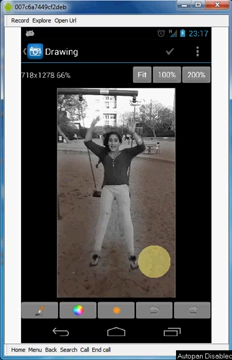 007c6a7449cf2deb
Record Explore Open Url
23:17
Drawing
718x1278 66%
Fit 100% 200%
Home Menu Back Search Call End call
Autopan Disabled